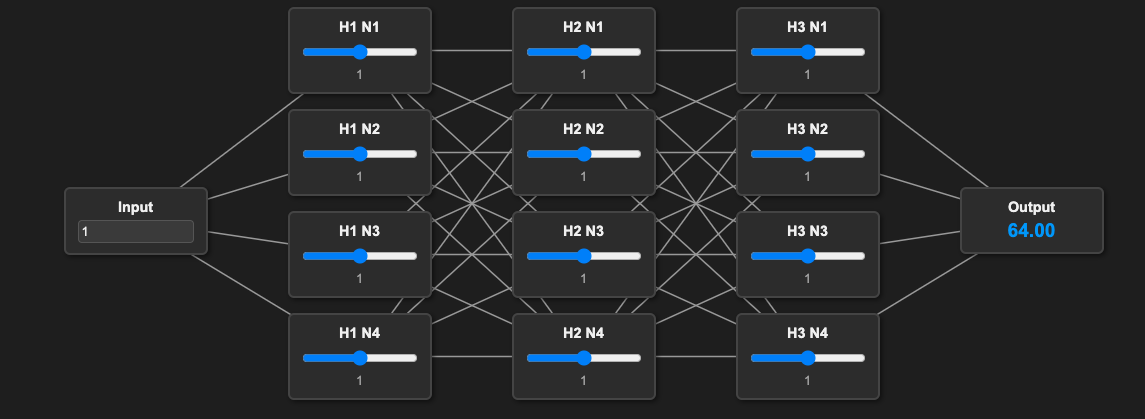 H1 N1
1
H2 N1
1
H3 N1
1
H1 N2
1
H2 N2
1
H3 N2
1
Input
1
Output
64.00
H1 N3
1
H2 N3
1
H3 N3
1
H1 N4
1
H2 N4
1
H3 N4
1